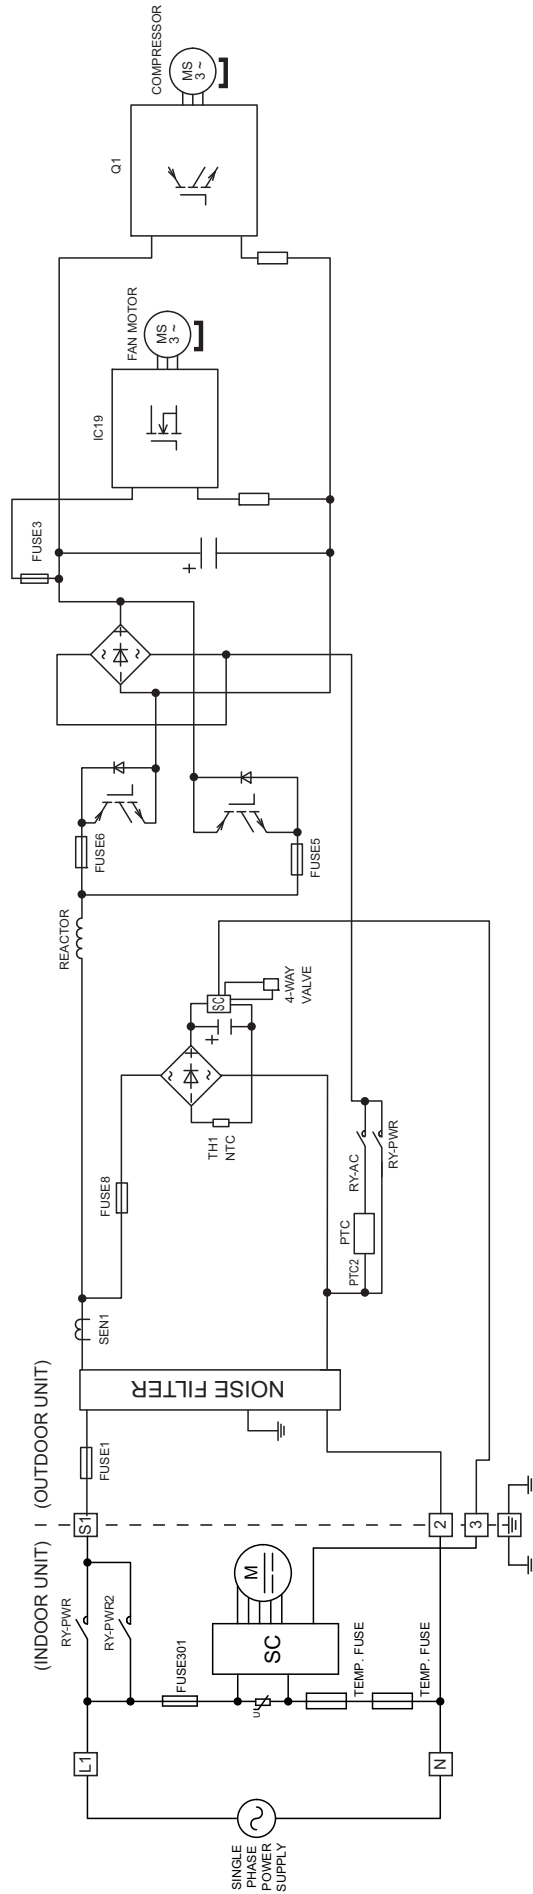 (INDOOR UNIT)
(OUTDOOR UNIT)
SINGLE
PHASE
POWER
SUPPLY
L1
N
RY-PWR
RY-PWR2
FUSE301
U
SC
M
TEMP. FUSE
TEMP. FUSE
S1
2
3
FUSE1
NOISE FILTER
SEN1
FUSE8
PTC2
PTC
RY-AC
RY-PWR
TH1
NTC
~
~
+
SC
4-WAY
VALVE
REACTOR
FUSE6
FUSE5
~
~
+
FUSE3
+
IC19
FAN MOTOR
MS
3 ~
Q1
COMPRESSOR
MS
3 ~